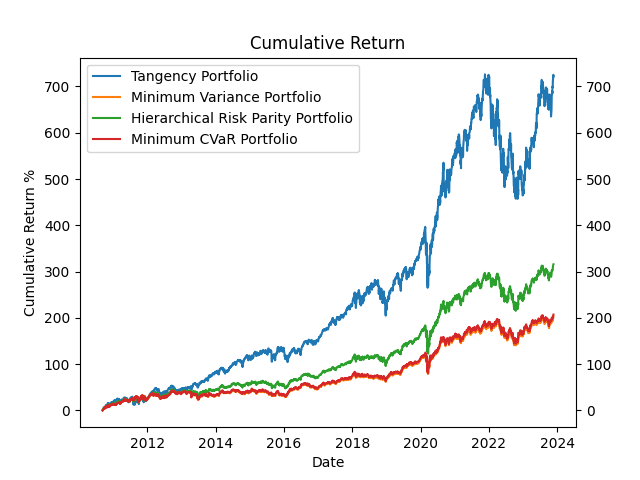 Cumulative Return
Tangency Portfolio
Minimum Variance Portfolio
Hierarchical Risk Parity Portfolio
Minimum CVaR Portfolio
Cumulative Return %
700 700
600 600
500 500
400 400
300 300
200 200
100 100
0 0
2012 2014 2016 2018 2020 2022 2024
Date